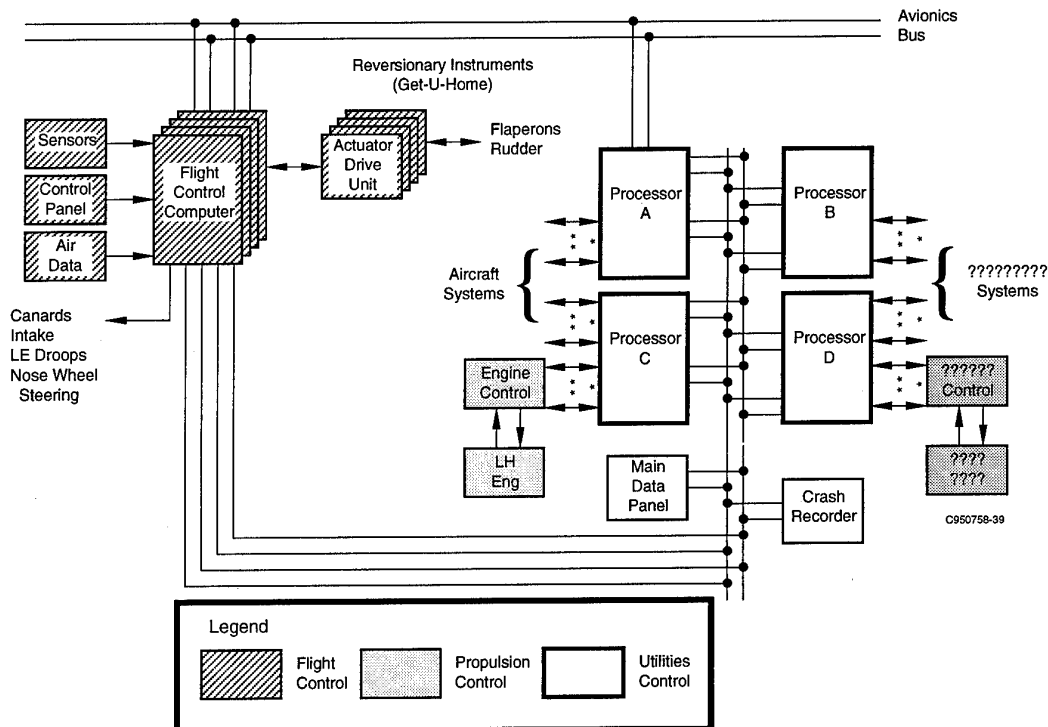 Avionics
Bus
Reversionary Instruments
(Get-U-Home)
Sensors
Control
Panel
Air
Data
Flight
Control
Computer
Actuator
Drive
Unit
Flaperons
Rudder
Canards
Intake
LE Droops
Nose Wheel
Steering
Processor
A
Processor
B
Aircraft
Systems
?????????
Systems
Processor
C
Processor
D
Engine
Control
LH
Eng
??????
Control
????
????
Main
Data
Panel
Crash
Recorder
C950758-39
Legend
Flight
Control
Propulsion
Control
Utilities
Control